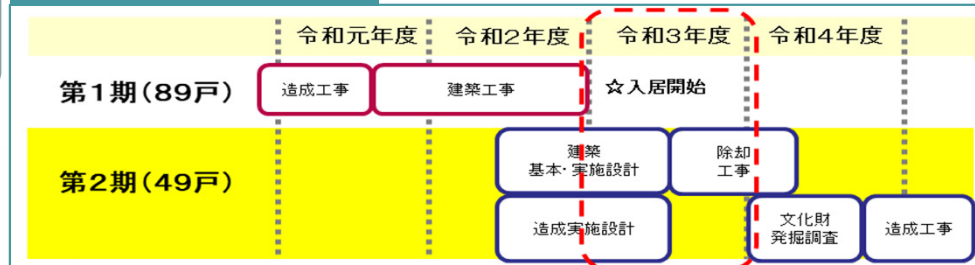 令和元年度 令和2年度 令和3年度 令和4年度
第1期(89戸) 造成工事 建築工事 ☆入居開始
第2期(49戸)
建築
基本・実施設計
除却
工事
造成実施設計
文化財
発掘調査
造成工事